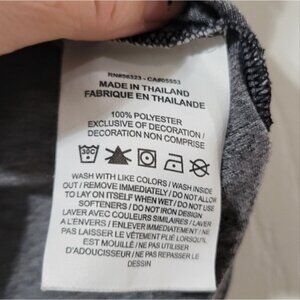 RN#56323 - CA#05553
MADE IN THAILAND
FABRIQUE EN THAILANDE
100% POLYESTER
EXCLUSIVE OF DECORATION /
DECORATION NON COMPRISE
30C
WASH WITH LIKE COLORS / WASH INSIDE
OUT / REMOVE IMMEDIATELY / DO NOT ALLOW
TO LAY ON ITSELF WHEN WET / DO NOT USE
SOFTENERS / DO NOT IRON DESIGN
LAVER AVEC COULEURS SIMILAIRES / LAVER
A L'ENVERS / ENLEVER IMMEDIATEMENT / NE
PAS LAISSER LE VÊTEMENT PLIÉ LORSQU'IL
EST MOUILLÉ / NE PAS UTILISER
D'ADOUCISSEUR / NE PAS REPASSER LE
DESSIN